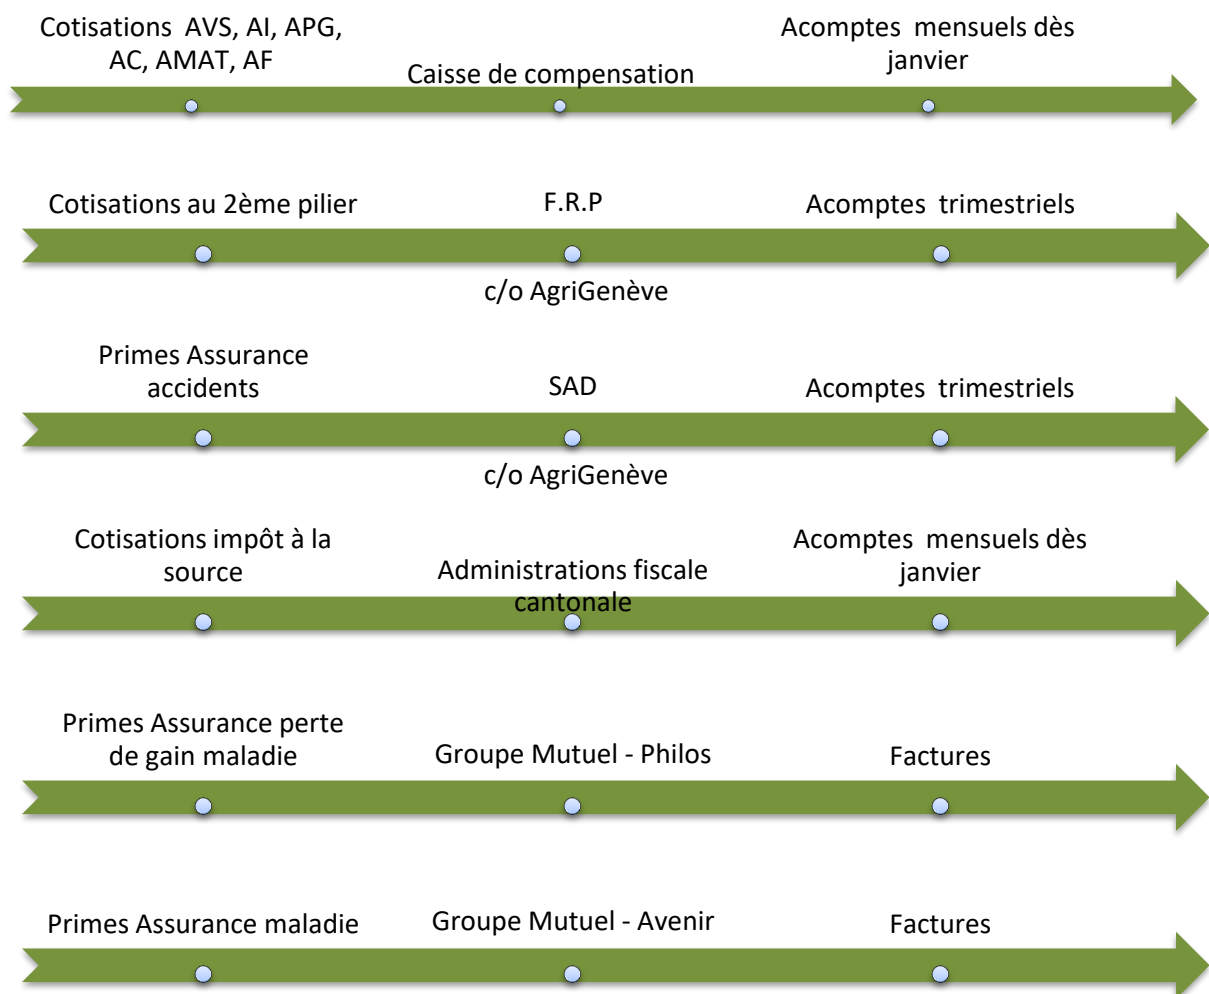 Cotisations AVS, AI, APG,
AC, AMAT, AF
Caisse de compensation
Acomptes mensuels dès
janvier
Cotisations au 2ème pilier
F.R.P
c/o AgriGenève
Acomptes trimestriels
Primes Assurance
accidents
SAD
c/o AgriGenève
Acomptes trimestriels
Cotisations impôt à la
source
Administrations fiscale
cantonale
Acomptes mensuels dès
janvier
Primes Assurance perte
de gain maladie
Groupe Mutuel - Philos
Factures
Primes Assurance maladie
Groupe Mutuel - Avenir
Factures